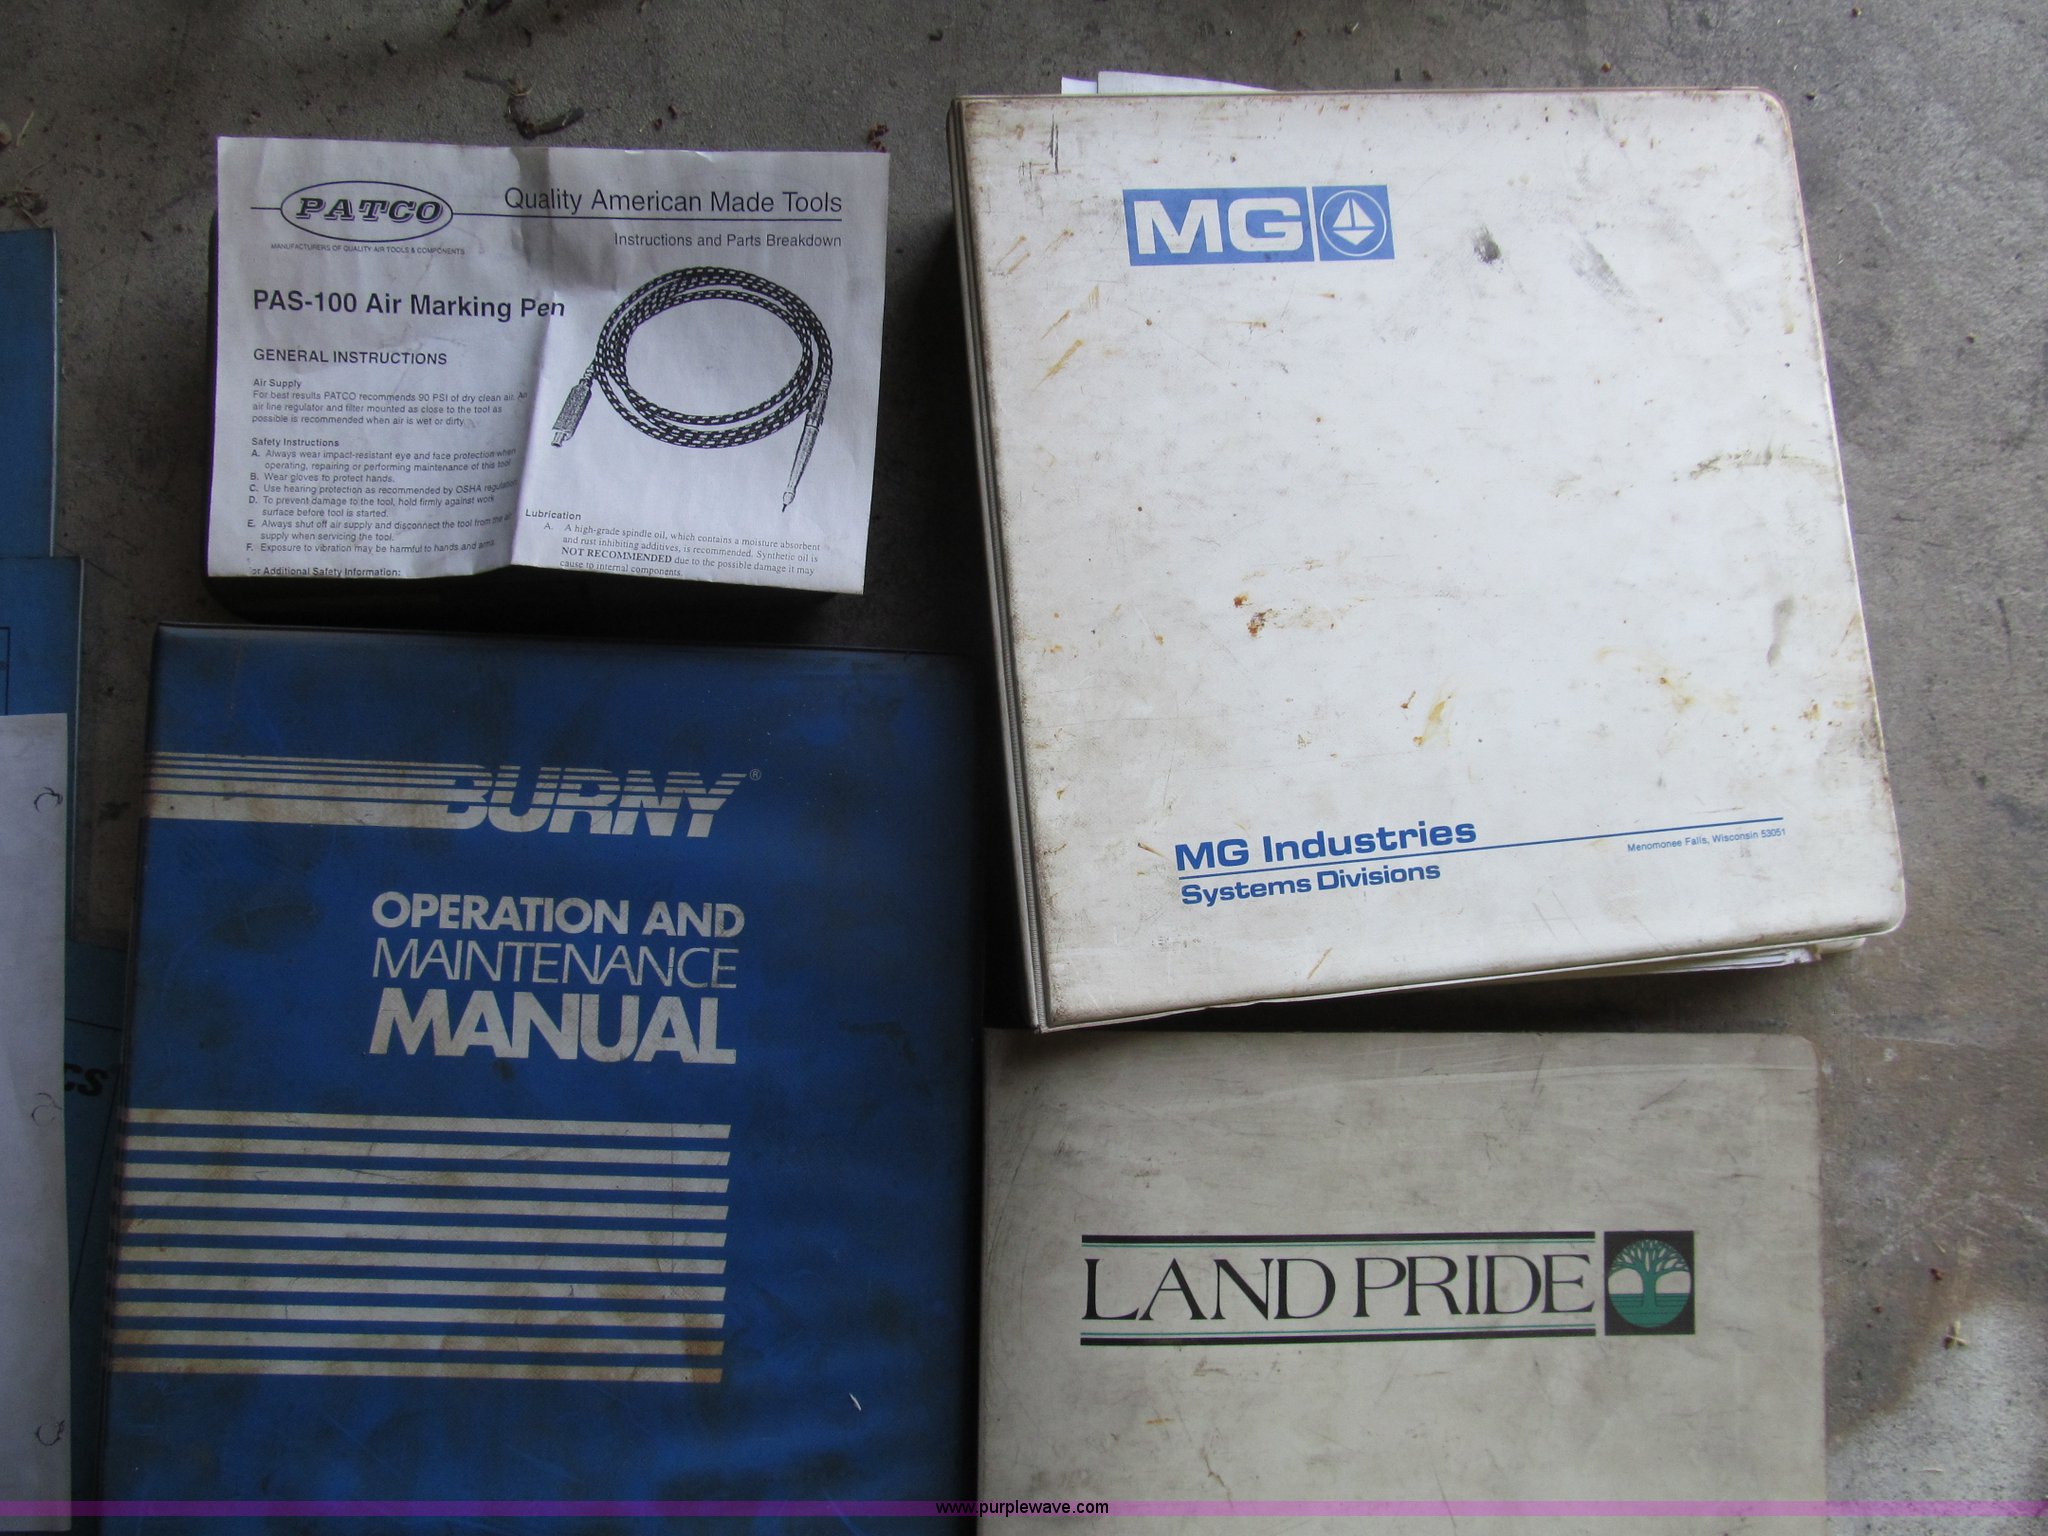 PATCO
MANUFACTURERS OF QUALITY AIR TOOLS & COMPONENTS
Quality American Made Tools
Instructions and Parts Breakdown
PAS-100 Air Marking Pen
GENERAL INSTRUCTIONS
Air Supply
For best results PATCO recommends 90 PSI of dry clean air. An
air line regulator and filter mounted as close to the tool as
possible is recommended when air is wet or dirty.
Safety Instructions
A. Always wear impact-resistant eye and face protection when
operating, repairing or performing maintenance of this tool
B. Wear gloves to protect hands.
C. Use hearing protection as recommended by OSHA
D. To prevent damage to the tool, hold firmly against work
surface before tool is started.
E. Always shut off air supply and disconnect the tool from the air
supply when servicing the tool.
F. Exposure to vibration may be harmful to hands and arms.
Additional Safety Information:
Lubrication
A. A high-grade spindle oil, which contains a moisture absorbent
and rust inhibiting additives, is recommended. Synthetic oil is
NOT RECOMMENDED due to the possible damage it may
cause to internal components.
MG
MG Industries
Systems Divisions
Menomonee Falls, Wisconsin 53051
BURNY®
OPERATION AND
MAINTENANCE
MANUAL
CS
LAND PRIDE
www.purplewave.com